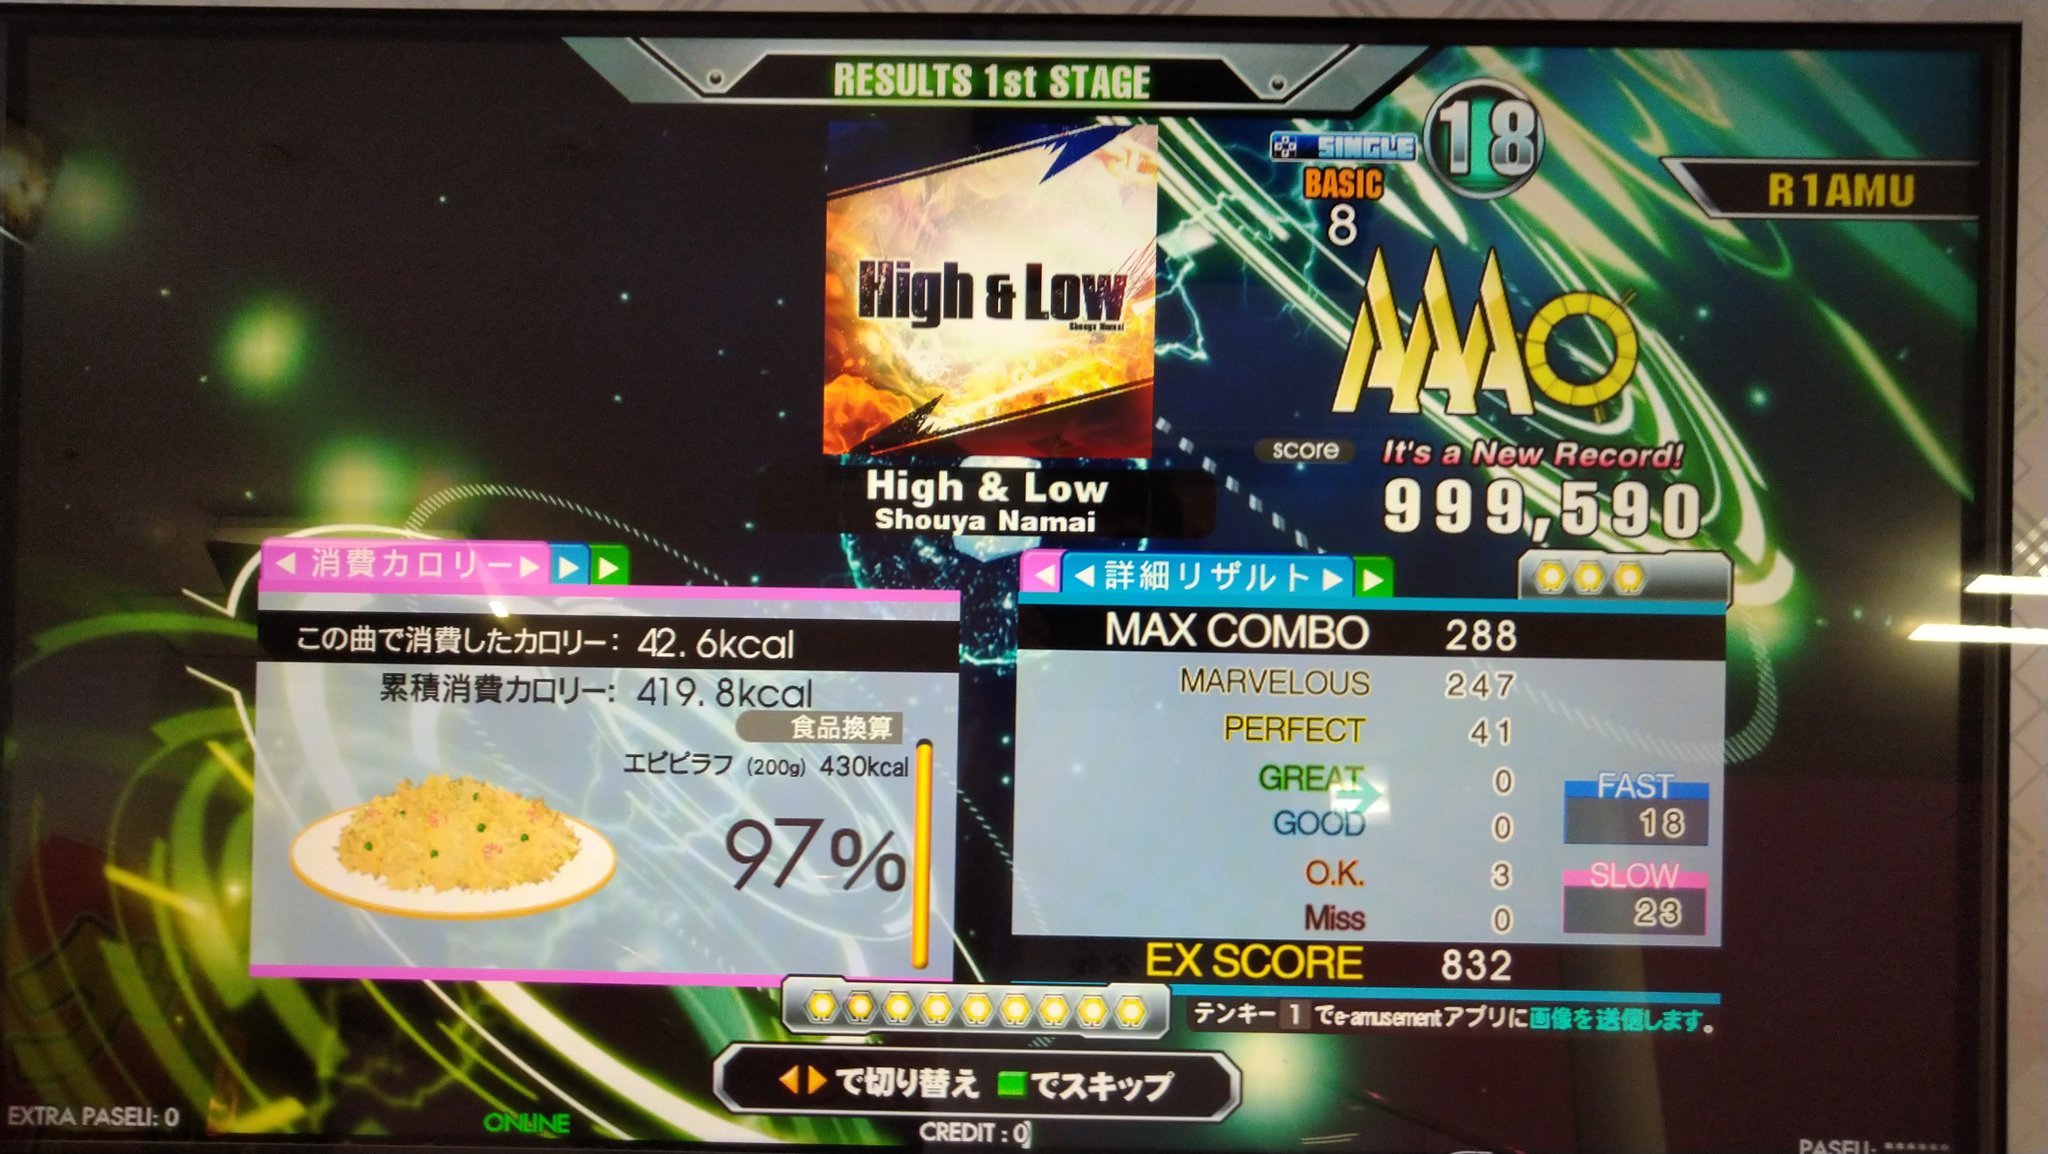 RESULTS 1st STAGE
SINGLE
18
BASIC
8
R1AMU
High & Low
Shouya Namai
AAA
score
It's a New Record!
999,590
High & Low
Shouya Namai
消費カロリー
この曲で消費したカロリー: 42.6kcal
累積消費カロリー: 419.8kcal
食品換算
エビピラフ (200g) 430kcal
97%
詳細リザルト
MAX COMBO 288
MARVELOUS 247
PERFECT 41
GREAT 0
GOOD 0
O.K. 3
Miss 0
FAST
18
SLOW
23
EX SCORE 832
テンキー 1 でe-amusementアプリに画像を送信します。
で切り替え でスキップ
EXTRA PASELI: 0
ONLINE
CREDIT : 0
PASELI: ******